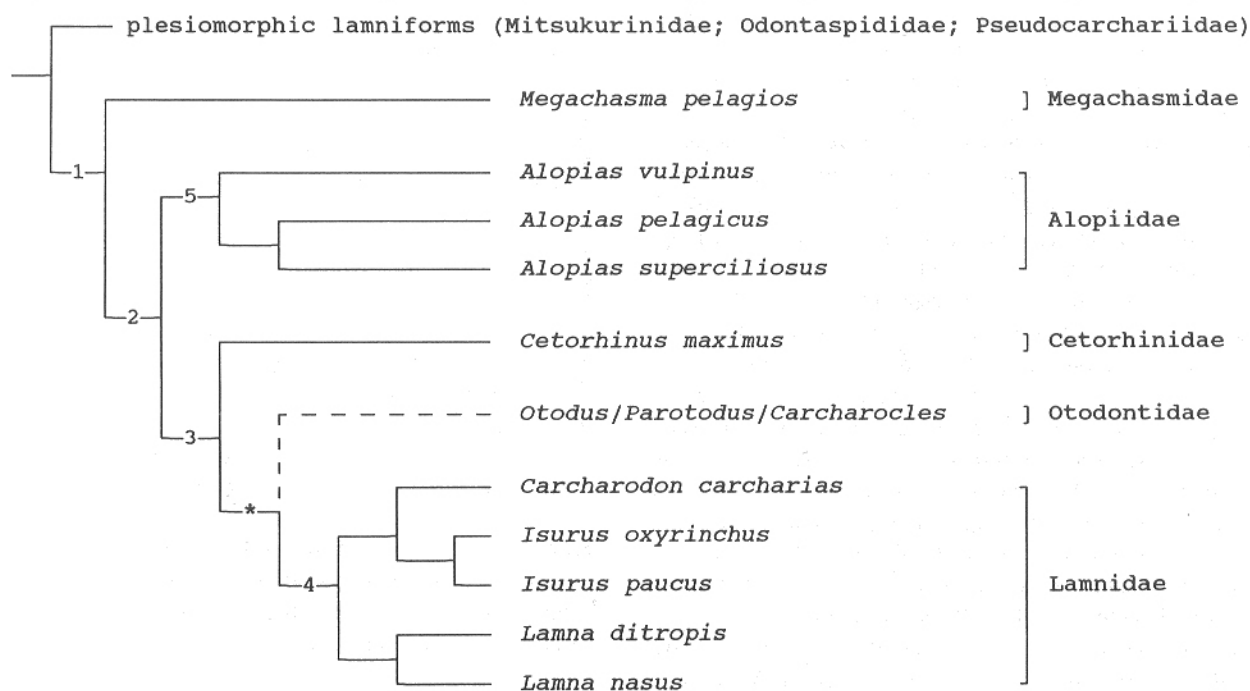 plesiomorphic lamniforms (Mitsukurinidae; Odontaspididae; Pseudocarchariidae)
Megachasma pelagios ] Megachasmidae
1
Alopias vulpinus
5
Alopias pelagicus Alopiidae
Alopias superciliosus
2
Cetorhinus maximus ] Cetorhinidae
Otodus/Parotodus/Carcharocles ] Otodontidae
3
Carcharodon carcharias
*
Isurus oxyrinchus
4 Isurus paucus Lamnidae
Lamna ditropis
Lamna nasus